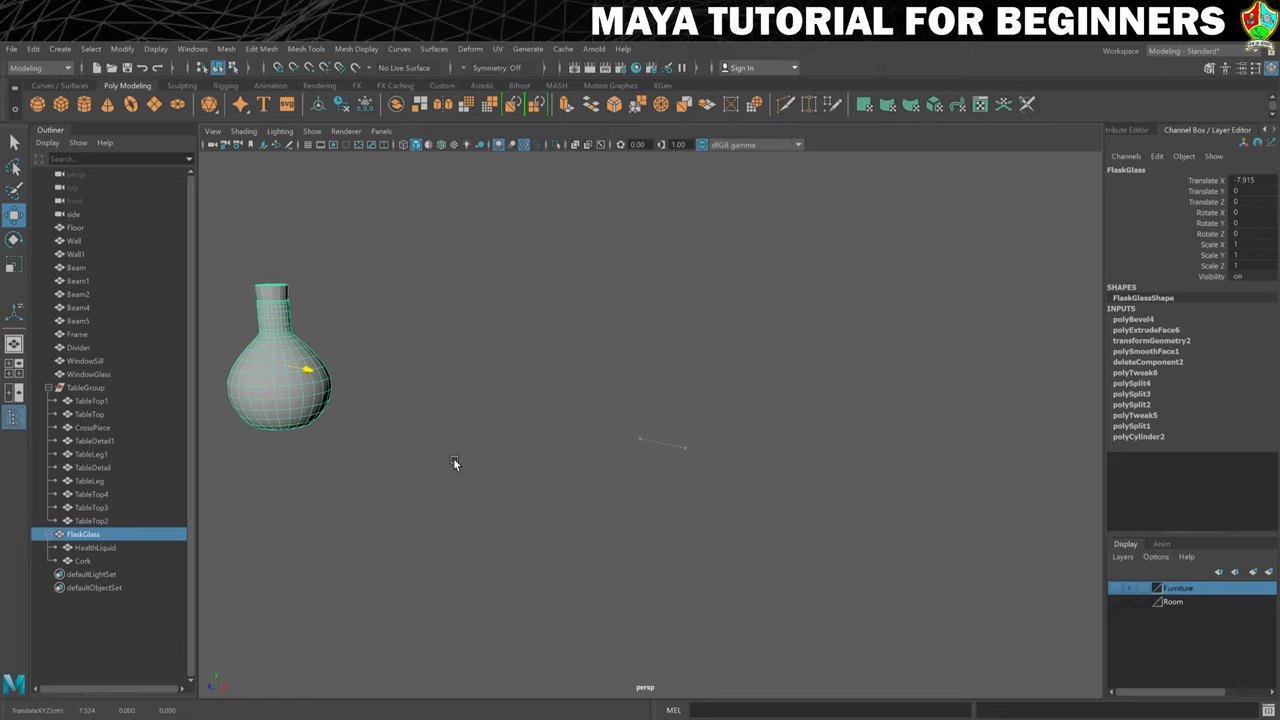 MAYA TUTORIAL FOR BEGINNERS
File Edit Create Select Modify Display Windows Mesh Edit Mesh Mesh Tools Mesh Display Curves Surfaces Deform UV Generate Cache Arnold Help
Workspace : Modeling - Standard*
Modeling No Live Surface Symmetry: Off Sign In
Curves / Surfaces Poly Modeling Sculpting Rigging Animation Rendering FX FX Caching Custom Arnold Bifrost MASH Motion Graphics XGen
Outliner
Display Show Help
Search...
persp
top
front
side
Floor
Wall
Wall1
Beam
Beam1
Beam2
Beam4
Beam5
Frame
Divider
WindowSill
WindowGlass
TableGroup
TableTop1
TableTop
CrossPiece
TableDetail1
TableLeg1
TableDetail
TableLeg
TableTop4
TableTop3
TableTop2
FlaskGlass
HealthLiquid
Cork
defaultLightSet
defaultObjectSet
View Shading Lighting Show Renderer Panels
0.00 1.00 sRGB gamma
persp
tribute Editor Channel Box / Layer Editor
Channels Edit Object Show
FlaskGlass
Translate X -7.915
Translate Y 0
Translate Z 0
Rotate X 0
Rotate Y 0
Rotate Z 0
Scale X 1
Scale Y 1
Scale Z 1
Visibility on
SHAPES
FlaskGlassShape
INPUTS
polyBevel4
polyExtrudeFace6
transformGeometry2
polySmoothFace1
deleteComponent2
polyTweak6
polySplit4
polySplit3
polySplit2
polyTweak5
polySplit1
polyCylinder2
Display Anim
Layers Options Help
P Furniture
P Room
TranslateXYZ(cm): -7.524 0.000 0.000
MEL